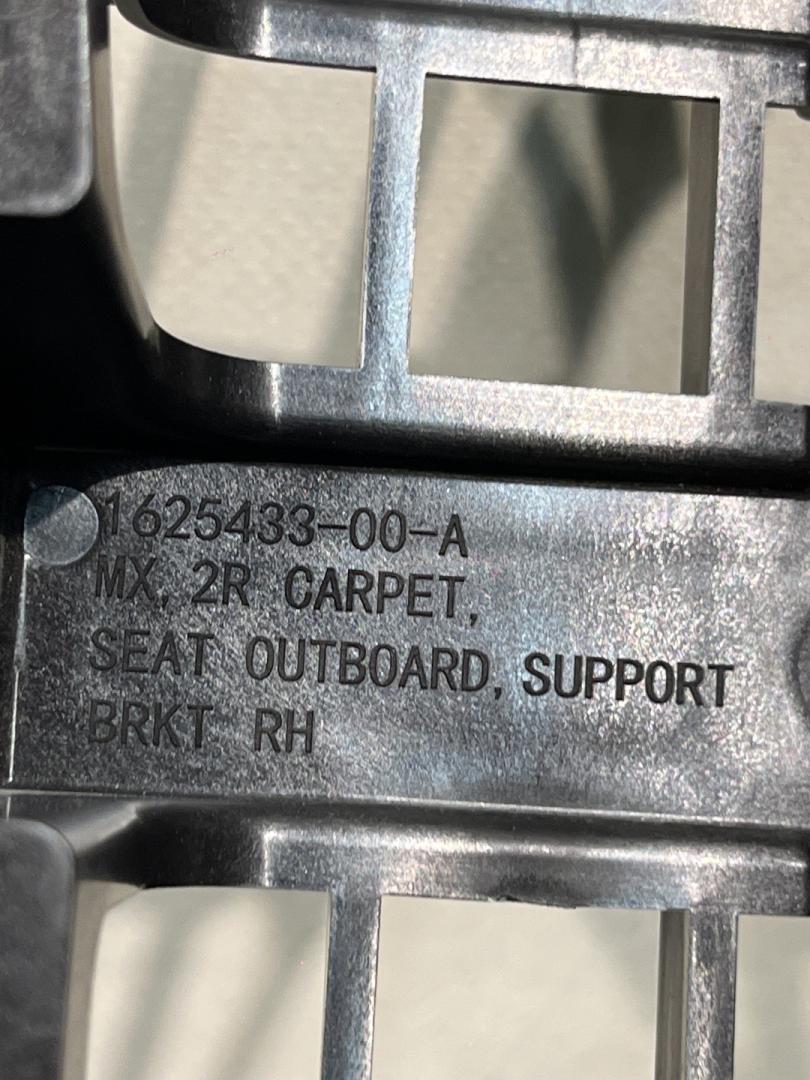 1625433-00-A
MX, 2R CARPET,
SEAT OUTBOARD, SUPPORT
BRKT RH